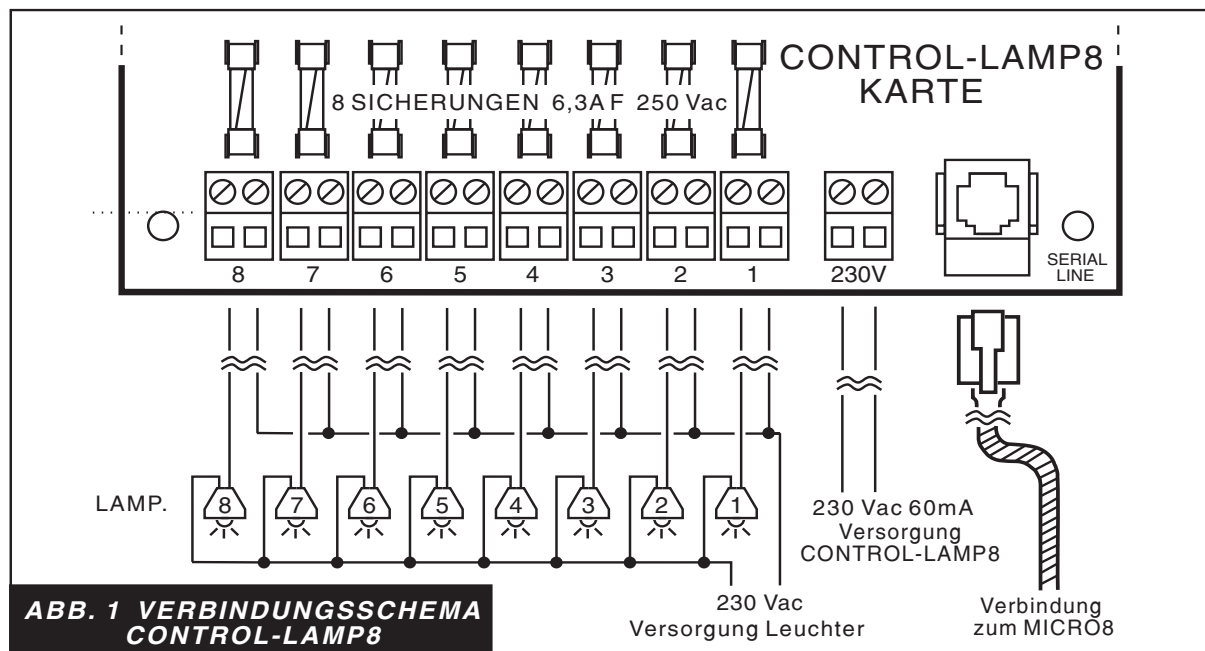 CONTROL-LAMP8
KARTE
8 SICHERUNGEN 6,3A F 250 Vac
8 7 6 5 4 3 2 1 230V
SERIAL
LINE
LAMP.
8 7 6 5 4 3 2 1
230 Vac 60mA
Versorgung
CONTROL-LAMP8
230 Vac
Versorgung Leuchter
Verbindung
zum MICRO8
ABB. 1 VERBINDUNGSSCHEMA
CONTROL-LAMP8